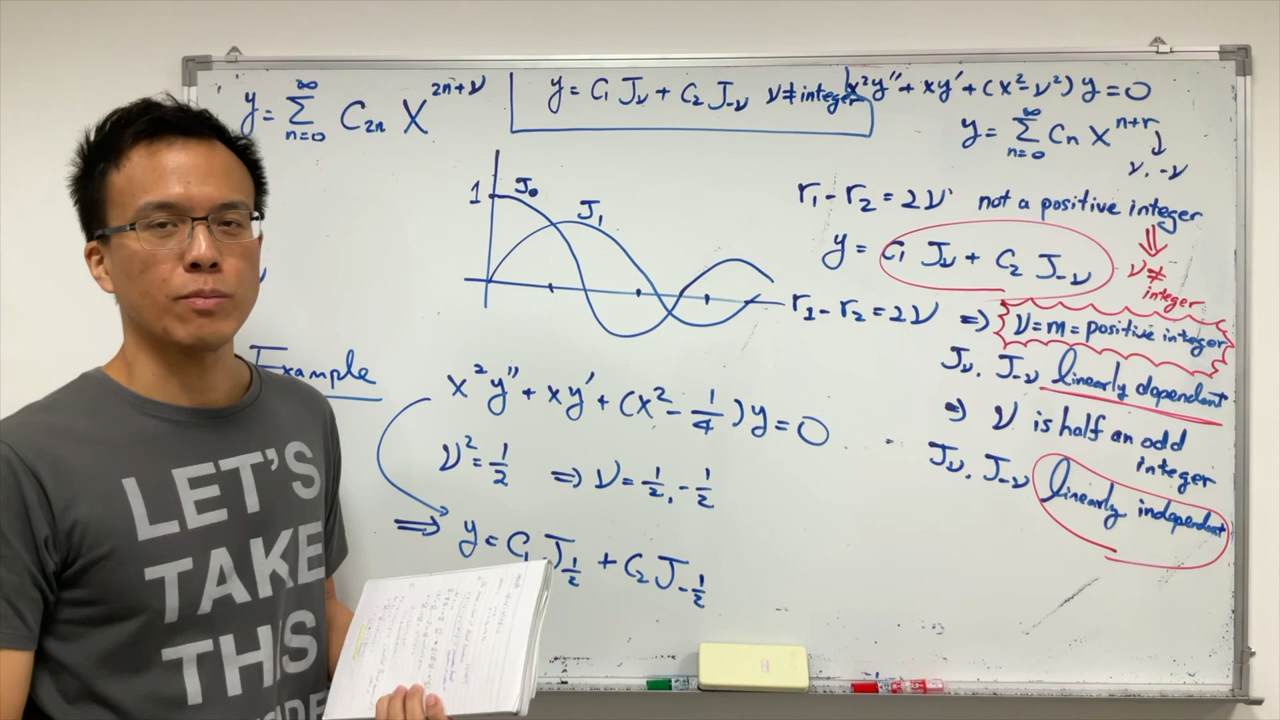 y = ∑_{n=0}^{∞} C_{2n} X^{2n+ν}
y = C₁ J_ν + C₂ J_{-ν} ν ≠ integer
x²y'' + xy' + (x² - ν²) y = 0
y = ∑_{n=0}^{∞} C_n X^{n+r}
ν, -ν
1
J₀
J₁
r₁ - r₂ = 2ν not a positive integer
y = C₁ J_ν + C₂ J_{-ν}
ν ≠
integer
r₁ - r₂ = 2ν ⇒ ν = m = positive integer
J_ν, J_{-ν} linearly dependent
⇒ ν is half an odd
integer
J_ν, J_{-ν} linearly independent
Example
x²y'' + xy' + (x² - 1/4) y = 0
ν² = 1/2 ⇒ ν = 1/2, -1/2
⇒ y = C₁ J_{1/2} + C₂ J_{-1/2}
LET'S
TAKE
THIS